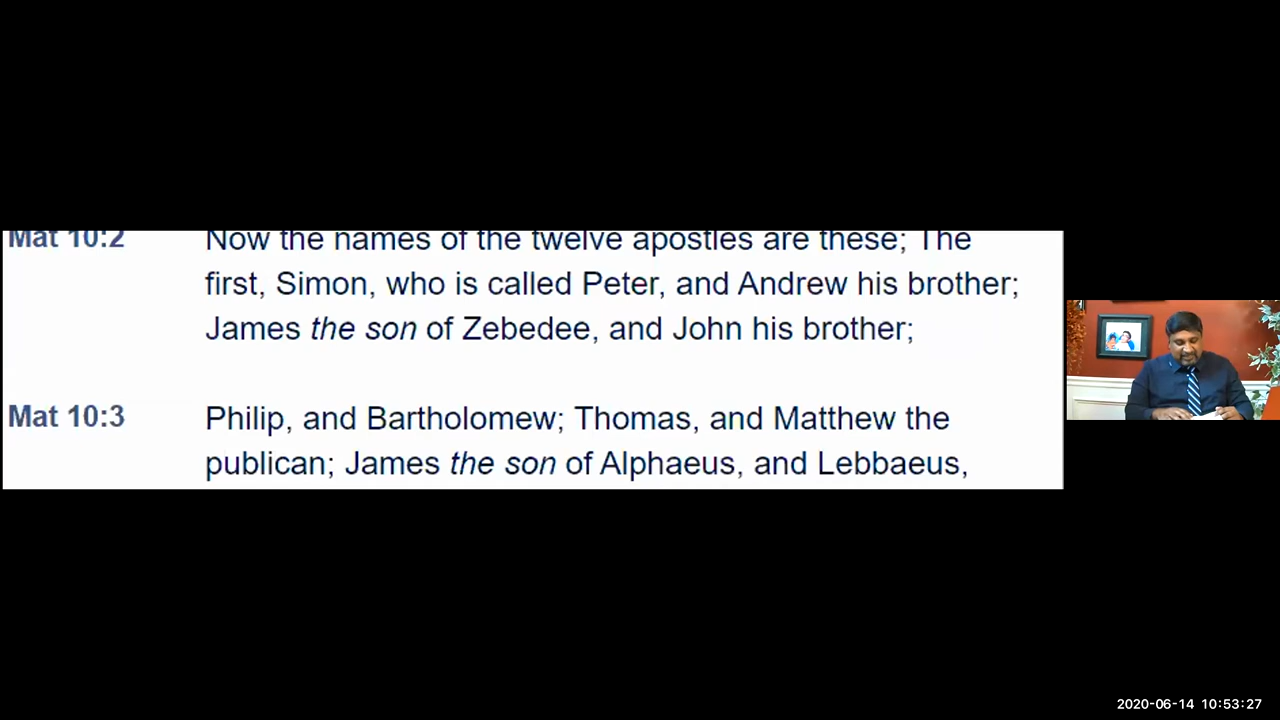 Mat 10:2 Now the names of the twelve apostles are these; The
first, Simon, who is called Peter, and Andrew his brother;
James the son of Zebedee, and John his brother;
Mat 10:3 Philip, and Bartholomew; Thomas, and Matthew the
publican; James the son of Alphaeus, and Lebbaeus,
2020-06-14 10:53:27